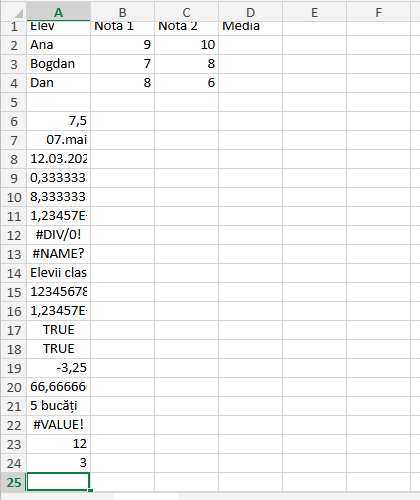 A B C D E F
1 Elev Nota 1 Nota 2 Media
2 Ana 9 10
3 Bogdan 7 8
4 Dan 8 6
5
6 7,5
7 07.mai
8 12.03.202
9 0,333333
10 8,333333
11 1,23457E-
12 #DIV/0!
13 #NAME?
14 Elevii clas
15 12345678
16 1,23457E-
17 TRUE
18 TRUE
19 -3,25
20 66,66666
21 5 bucăți
22 #VALUE!
23 12
24 3
25